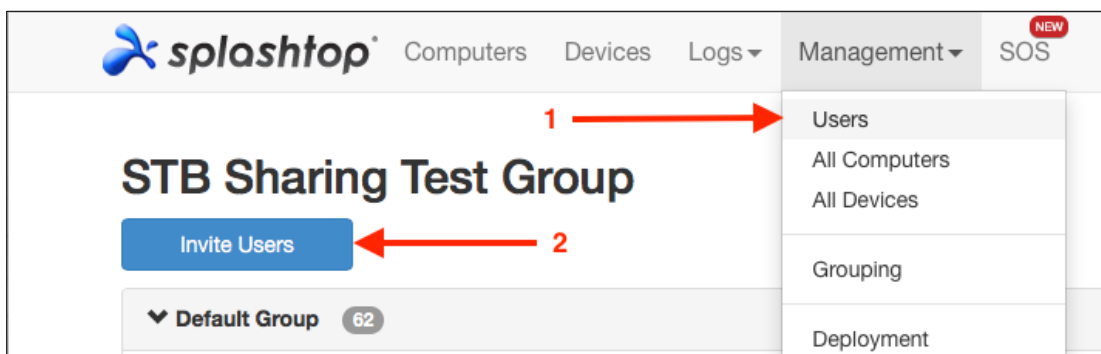 NEW
splashtop Computers Devices Logs Management SOS
1
Users
All Computers
All Devices
STB Sharing Test Group
Invite Users
2
Grouping
Default Group 62
Deployment